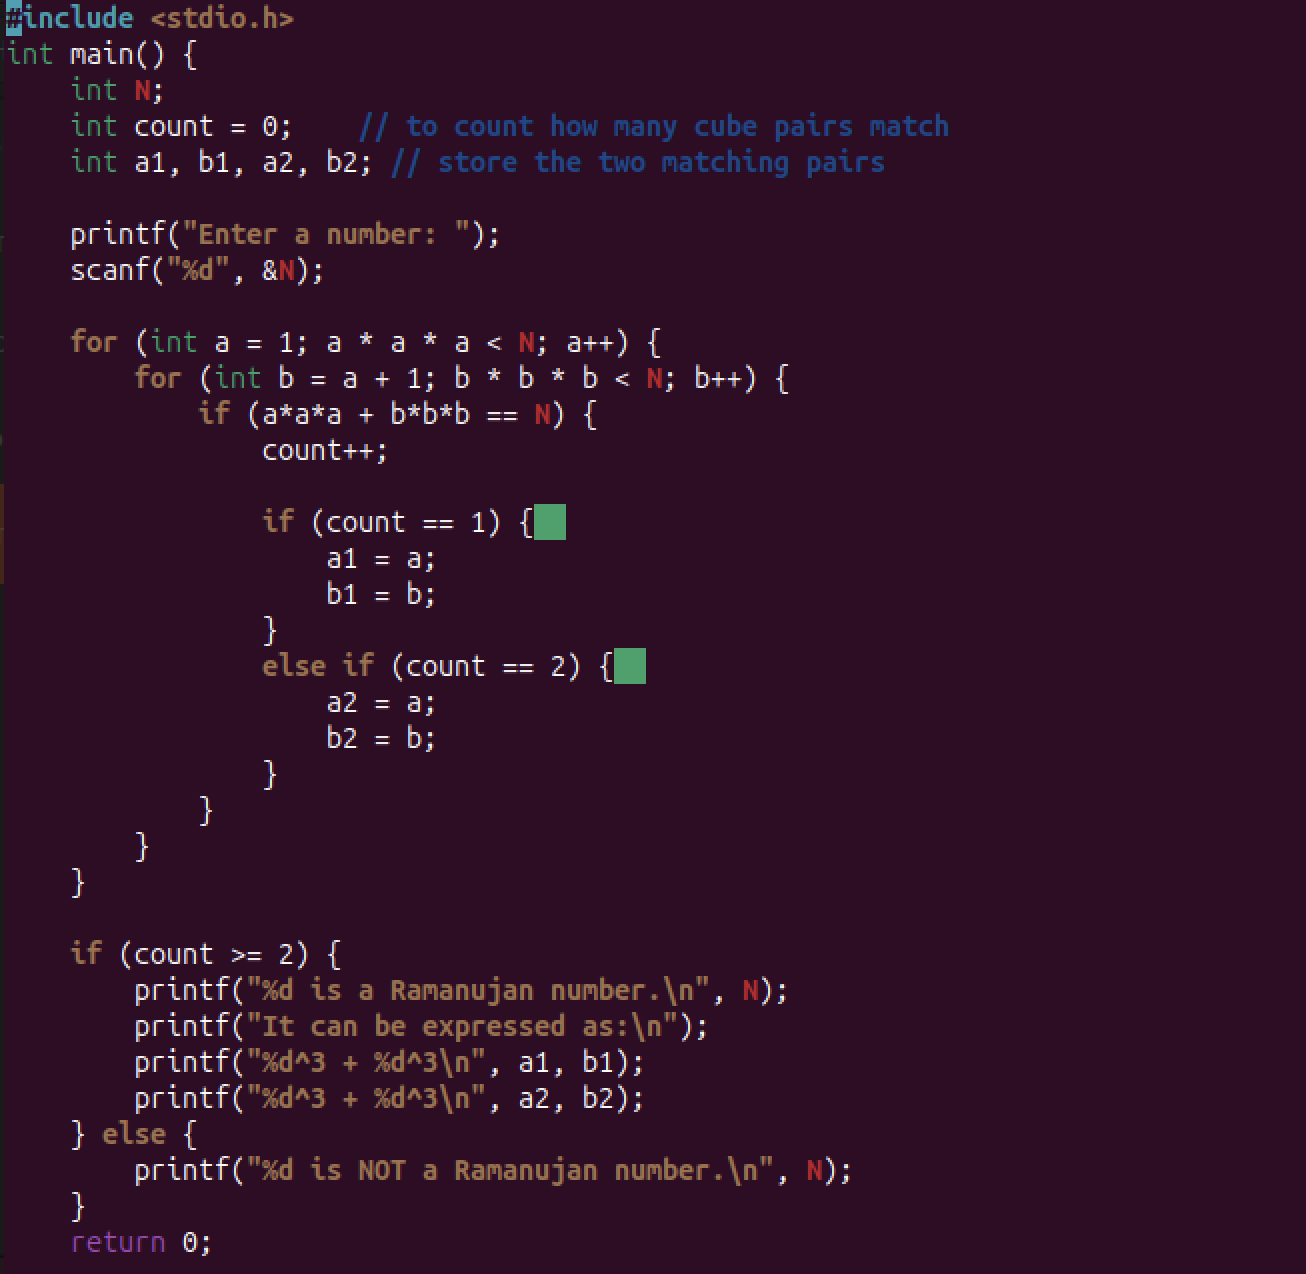 #include <stdio.h>
int main() {
    int N;
    int count = 0;    // to count how many cube pairs match
    int a1, b1, a2, b2; // store the two matching pairs

    printf("Enter a number: ");
    scanf("%d", &N);

    for (int a = 1; a * a * a < N; a++) {
        for (int b = a + 1; b * b * b < N; b++) {
            if (a*a*a + b*b*b == N) {
                count++;

                if (count == 1) {
                    a1 = a;
                    b1 = b;
                }
                else if (count == 2) {
                    a2 = a;
                    b2 = b;
                }
            }
        }
    }

    if (count >= 2) {
        printf("%d is a Ramanujan number.\n", N);
        printf("It can be expressed as:\n");
        printf("%d^3 + %d^3\n", a1, b1);
        printf("%d^3 + %d^3\n", a2, b2);
    } else {
        printf("%d is NOT a Ramanujan number.\n", N);
    }
    return 0;